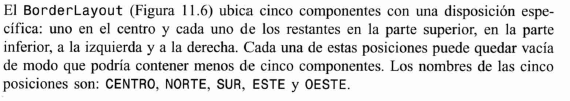 El BorderLayout (Figura 11.6) ubica cinco componentes con una disposición espe-
cífica: uno en el centro y cada uno de los restantes en la parte superior, en la parte
inferior, a la izquierda y a la derecha. Cada una de estas posiciones puede quedar vacía
de modo que podría contener menos de cinco componentes. Los nombres de las cinco
posiciones son: CENTRO, NORTE, SUR, ESTE y OESTE.